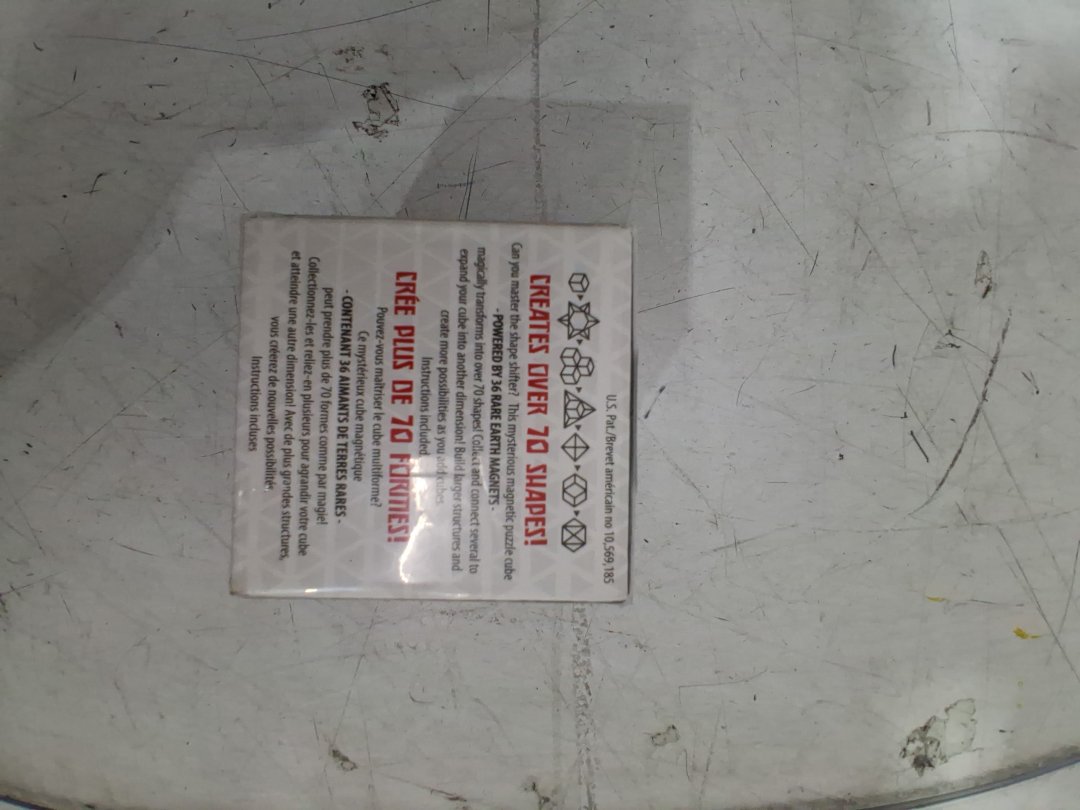 U.S. Pat./Brevet américain no 10,569,185
CREATES OVER 70 SHAPES!
Can you master the shape shifter? This mysterious magnetic puzzle cube
- POWERED BY 36 RARE EARTH MAGNETS -
magically transforms into over 70 shapes! Collect and connect several to
expand your cube into another dimension! Build larger structures and
create more possibilities as you add cubes.
Instructions included
CRÉE PLUS DE 70 FORMES!
Pouvez-vous maîtriser le cube multiforme?
Ce mystérieux cube magnétique
- CONTENANT 36 AIMANTS DE TERRES RARES -
peut prendre plus de 70 formes comme par magie!
Collectionnez-les et reliez-en plusieurs pour agrandir votre cube
et atteindre une autre dimension! Avec de plus grandes structures,
vous créerez de nouvelles possibilités.
Instructions incluses